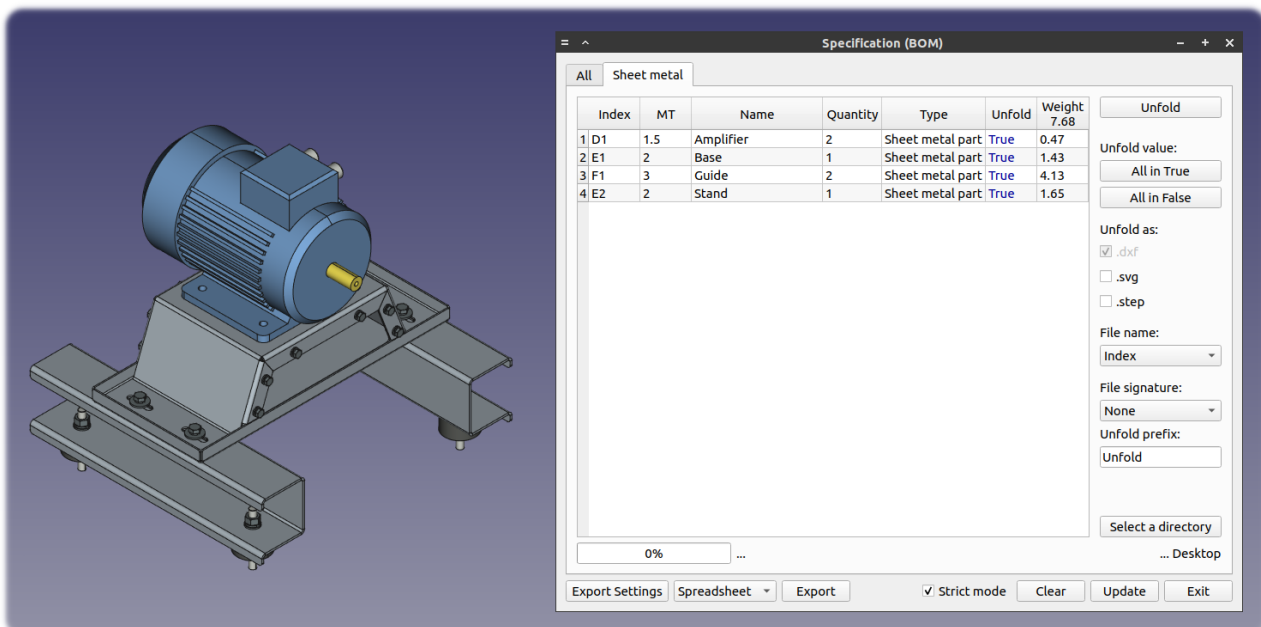 Specification (BOM)
All
Sheet metal
Index MT Name Quantity Type Unfold Weight 7.68
1 D1 1.5 Amplifier 2 Sheet metal part True 0.47
2 E1 2 Base 1 Sheet metal part True 1.43
3 F1 3 Guide 2 Sheet metal part True 4.13
4 E2 2 Stand 1 Sheet metal part True 1.65
Unfold
Unfold value:
All in True
All in False
Unfold as:
.dxf
.svg
.step
File name:
Index
File signature:
None
Unfold prefix:
Unfold
Select a directory
0% ... ... Desktop
Export Settings Spreadsheet Export Strict mode Clear Update Exit